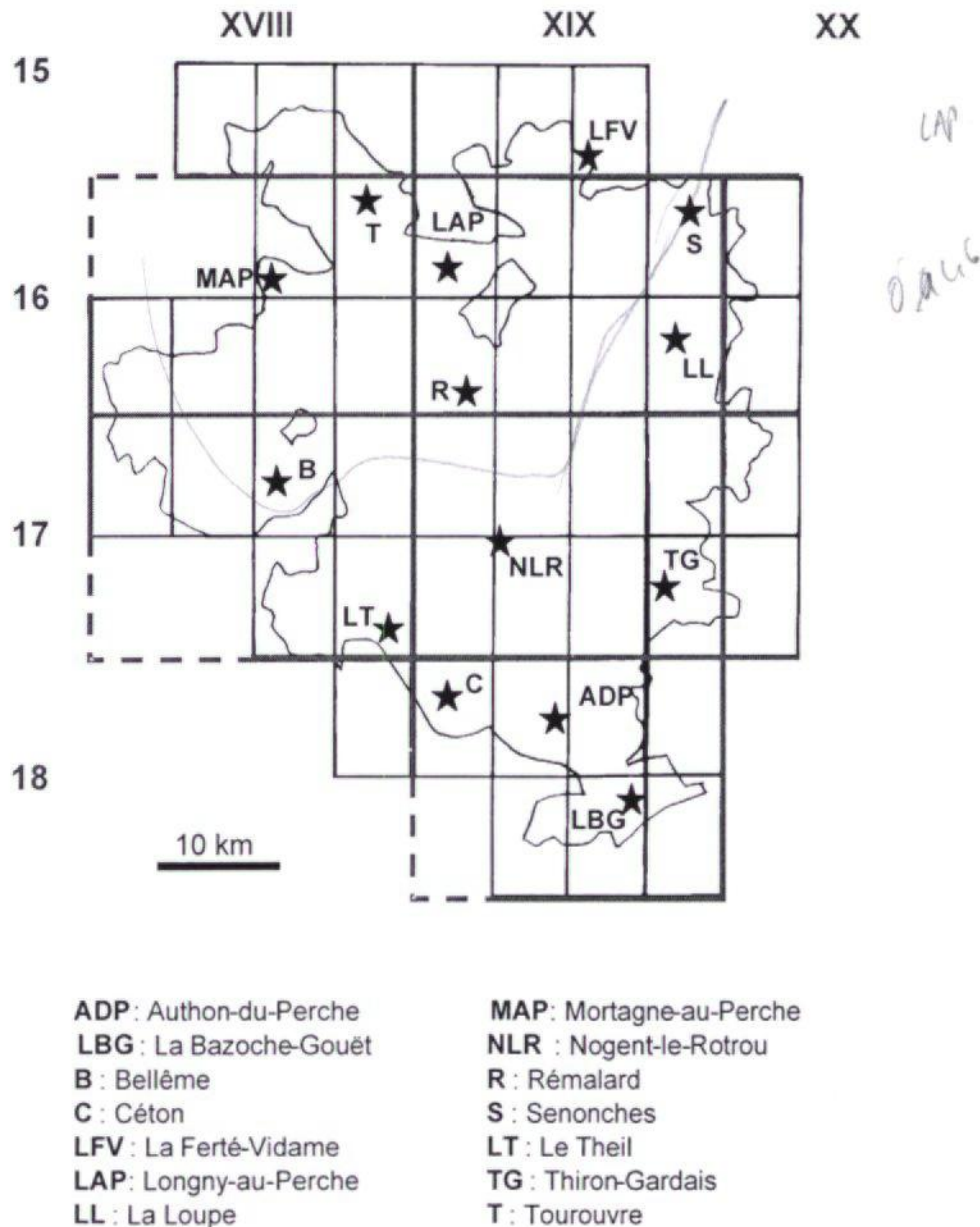 XVIII XIX XX
15
LFV
LAP
T LAP S
MAP
16
LL
R
B
17
NLR TG
LT
C ADP
18
LBG
10 km
ADP : Authon-du-Perche
LBG : La Bazoche-Gouët
B : Bellême
C : Céton
LFV : La Ferté-Vidame
LAP: Longny-au-Perche
LL : La Loupe
MAP: Mortagne-au-Perche
NLR : Nogent-le-Rotrou
R : Rémalard
S : Senonches
LT : Le Theil
TG : Thiron-Gardais
T : Tourouvre